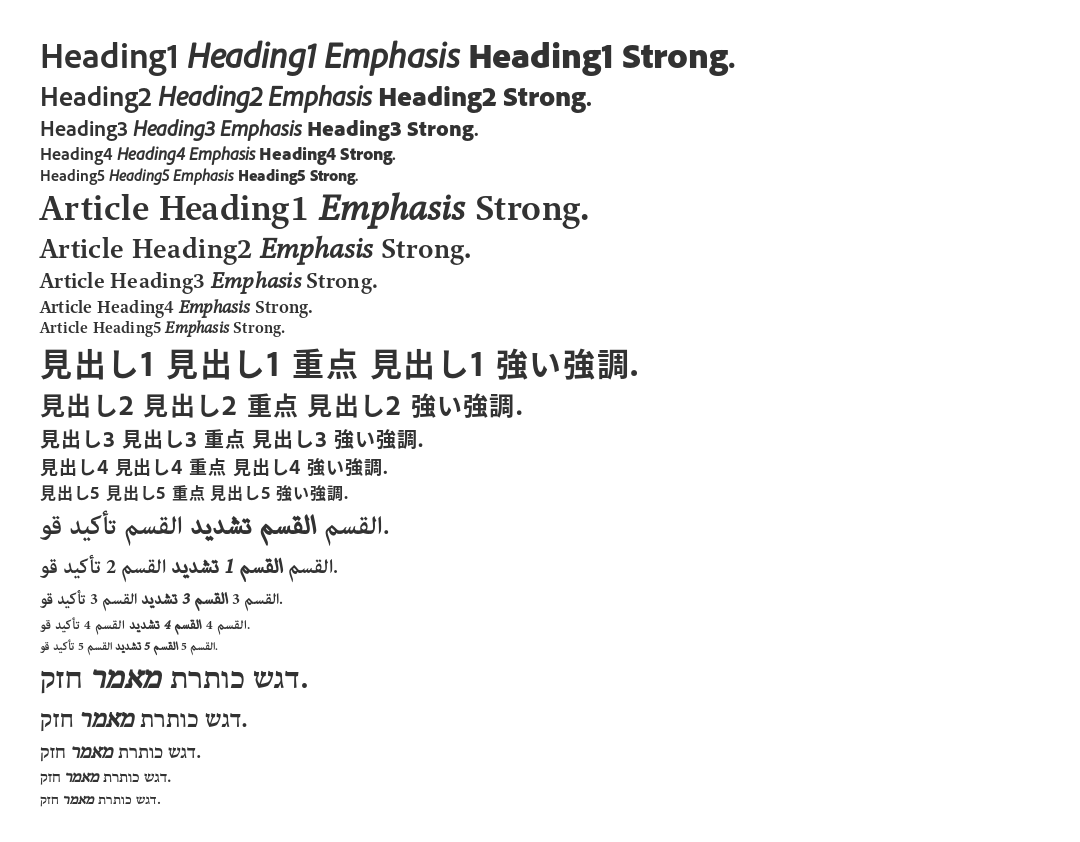 Heading1 Heading1 Emphasis Heading1 Strong.
Heading2 Heading2 Emphasis Heading2 Strong.
Heading3 Heading3 Emphasis Heading3 Strong.
Heading4 Heading4 Emphasis Heading4 Strong.
Heading5 Heading5 Emphasis Heading5 Strong.
Article Heading1 Emphasis Strong.
Article Heading2 Emphasis Strong.
Article Heading3 Emphasis Strong.
Article Heading4 Emphasis Strong.
Article Heading5 Emphasis Strong.
見出し1 見出し1 重点 見出し1 強い強調.
見出し2 見出し2 重点 見出し2 強い強調.
見出し3 見出し3 重点 見出し3 強い強調.
見出し4 見出し4 重点 見出し4 強い強調.
見出し5 見出し5 重点 見出し5 強い強調.
القسم القسم تشديد القسم تأكيد قو.
القسم القسم 1 تشديد القسم 2 تأكيد قو.
القسم 3 القسم 3 تشديد القسم 3 تأكيد قو.
القسم 4 القسم 4 تشديد القسم 4 تأكيد قو.
القسم 5 القسم 5 تشديد القسم 5 تأكيد قو.
דגש כותרת מאמר חזק.
דגש כותרת מאמר חזק.
דגש כותרת מאמר חזק.
דגש כותרת מאמר חזק.
דגש כותרת מאמר חזק.